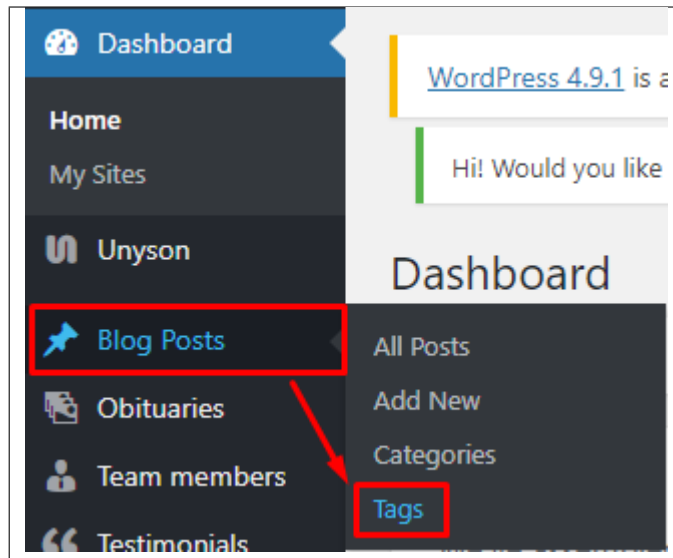 Dashboard
Home
My Sites
Unyson
Blog Posts
Obituaries
Team members
Testimonials
WordPress 4.9.1 is a
Hi! Would you like
Dashboard
All Posts
Add New
Categories
Tags